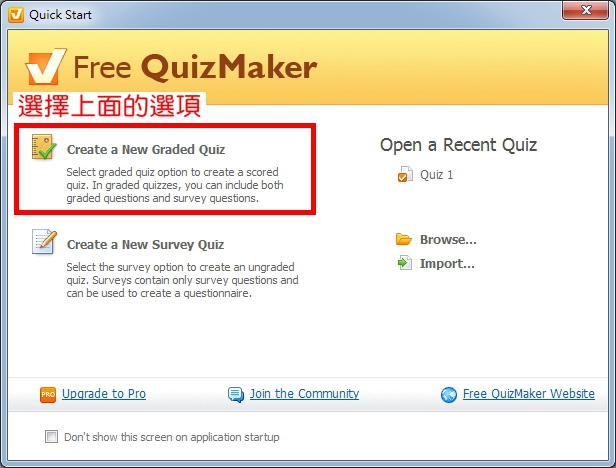 Quick Start
Free QuizMaker
選擇上面的選項
Create a New Graded Quiz
Select graded quiz option to create a scored
quiz. In graded quizzes, you can include both
graded questions and survey questions.
Create a New Survey Quiz
Select the survey option to create an ungraded
quiz. Surveys contain only survey questions and
can be used to create a questionnaire.
Open a Recent Quiz
Quiz 1
Browse...
Import...
PRO Upgrade to Pro
Join the Community
Free QuizMaker Website
Don't show this screen on application startup